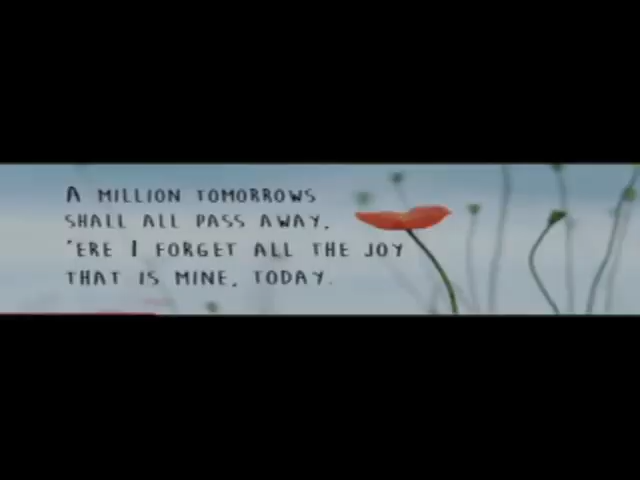 A MILLION TOMORROWS
SHALL ALL PASS AWAY,
'ERE I FORGET ALL THE JOY
THAT IS MINE, TODAY.